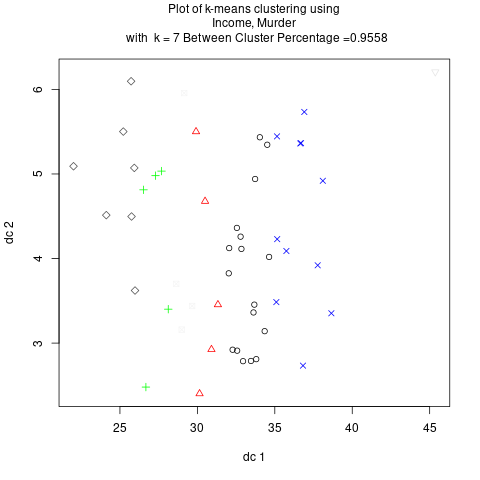 Plot of k-means clustering using
Income, Murder
with k = 7 Between Cluster Percentage =0.9558
6
5
4
3
dc 2
25 30 35 40 45
dc 1